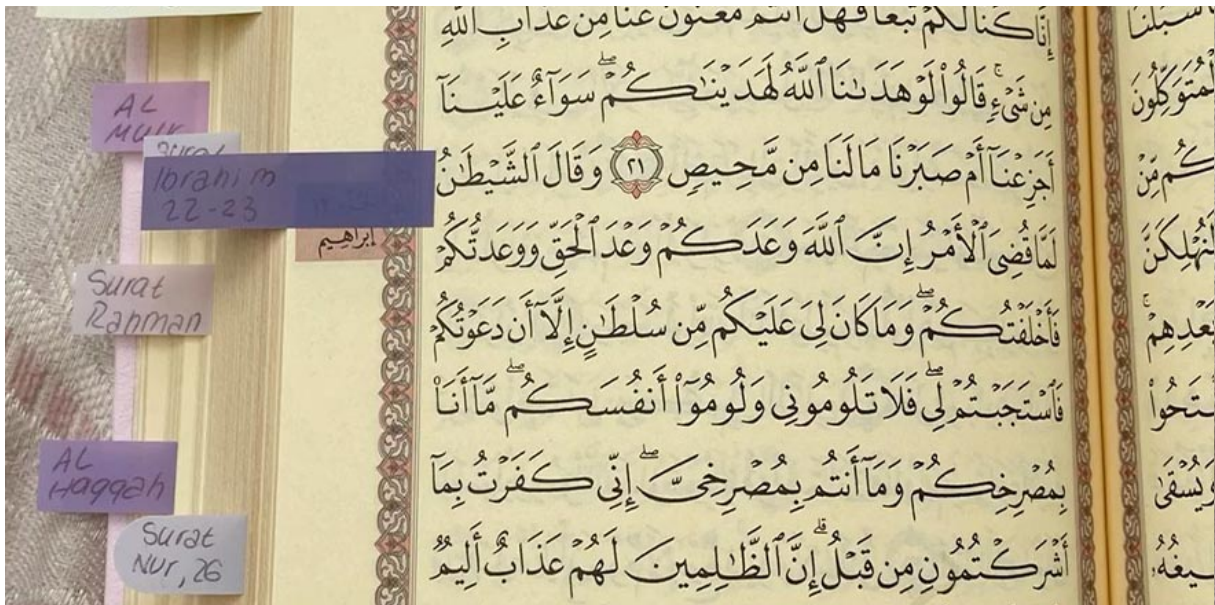 إِنَّا كُنَّا لَكُمْ تَبَعًا فَهَلْ أَنتُم مُّغْنُونَ عَنَّا مِنْ عَذَابِ ٱللَّهِ
مِن شَىْءٍۚ قَالُوا۟ لَوْ هَدَىٰنَا ٱللَّهُ لَهَدَيْنَٰكُمْۖ سَوَآءٌ عَلَيْنَآ
أَجَزِعْنَآ أَمْ صَبَرْنَا مَا لَنَا مِن مَّحِيصٍ ٢١ وَقَالَ ٱلشَّيْطَٰنُ
لَمَّا قُضِىَ ٱلْأَمْرُ إِنَّ ٱللَّهَ وَعَدَكُمْ وَعْدَ ٱلْحَقِّ وَوَعَدتُّكُمْ
فَأَخْلَفْتُكُمْۖ وَمَا كَانَ لِىَ عَلَيْكُم مِّن سُلْطَٰنٍ إِلَّآ أَن دَعَوْتُكُمْ
فَٱسْتَجَبْتُمْ لِىۖ فَلَا تَلُومُونِى وَلُومُوٓا۟ أَنفُسَكُمۖ مَّآ أَنَا۠
بِمُصْرِخِكُمْ وَمَآ أَنتُم بِمُصْرِخِىَّۖ إِنِّى كَفَرْتُ بِمَآ
أَشْرَكْتُمُونِ مِن قَبْلُۗ إِنَّ ٱلظَّٰلِمِينَ لَهُمْ عَذَابٌ أَلِيمٌ
إبراهيم
AL
MULK
Surat
Ibrahim
22-23
Surat
Rahman
AL
Haqqah
Surat
Nur, 26
سُبُلَنَا
ٱلْمُتَوَكِّلُونَ
كُم مِّنْ
لَنُهْلِكَنَّ
بَعْدِهِمْۚ
وَيُسْقَىٰ